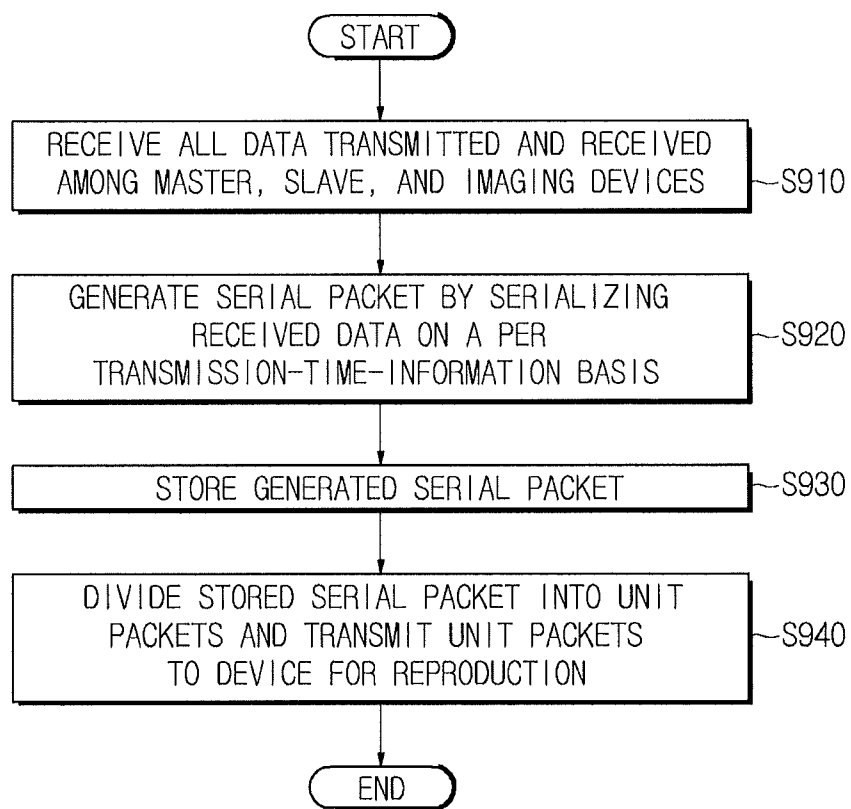 START
RECEIVE ALL DATA TRANSMITTED AND RECEIVED
AMONG MASTER, SLAVE, AND IMAGING DEVICES
S910
GENERATE SERIAL PACKET BY SERIALIZING
RECEIVED DATA ON A PER
TRANSMISSION-TIME-INFORMATION BASIS
S920
STORE GENERATED SERIAL PACKET
S930
DIVIDE STORED SERIAL PACKET INTO UNIT
PACKETS AND TRANSMIT UNIT PACKETS
TO DEVICE FOR REPRODUCTION
S940
END